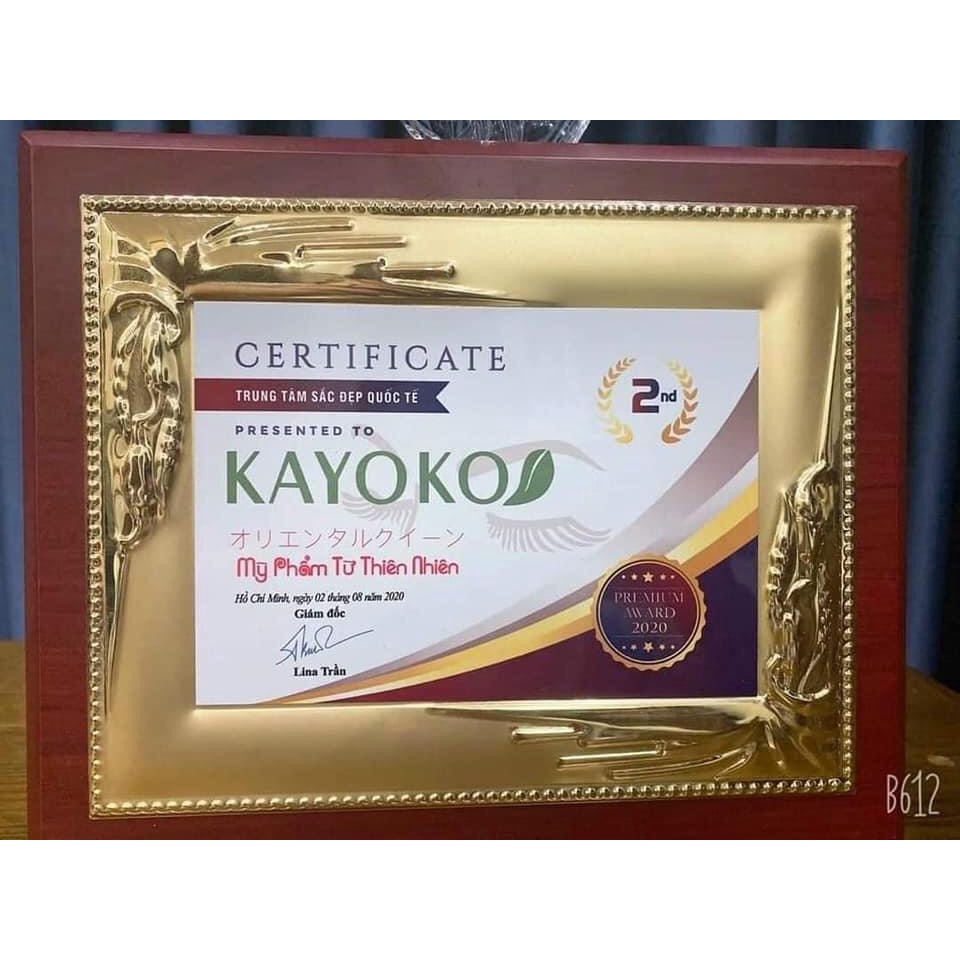 CERTIFICATE
TRUNG TÂM SẮC ĐẸP QUỐC TẾ
2nd
PRESENTED TO
KAYOKO
オリエンタルクイーン
Mỹ Phẩm Từ Thiên Nhiên
Hồ Chí Minh, ngày 02 tháng 08 năm 2020
Giám đốc
Lina Trần
PREMIUM
AWARD
2020
B612